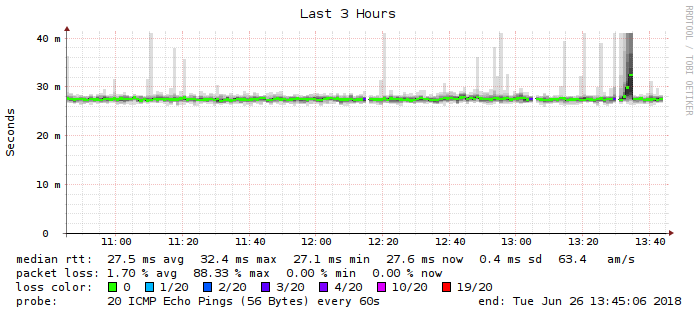 Last 3 Hours
RRDTOOL / TOBI OETIKER
Seconds
40 m
30 m
20 m
10 m
0
11:00 11:20 11:40 12:00 12:20 12:40 13:00 13:20 13:40
median rtt: 27.5 ms avg 32.4 ms max 27.1 ms min 27.6 ms now 0.4 ms sd 63.4 am/s
packet loss: 1.70 % avg 88.33 % max 0.00 % min 0.00 % now
loss color: 0 1/20 2/20 3/20 4/20 10/20 19/20
probe: 20 ICMP Echo Pings (56 Bytes) every 60s end: Tue Jun 26 13:45:06 2018